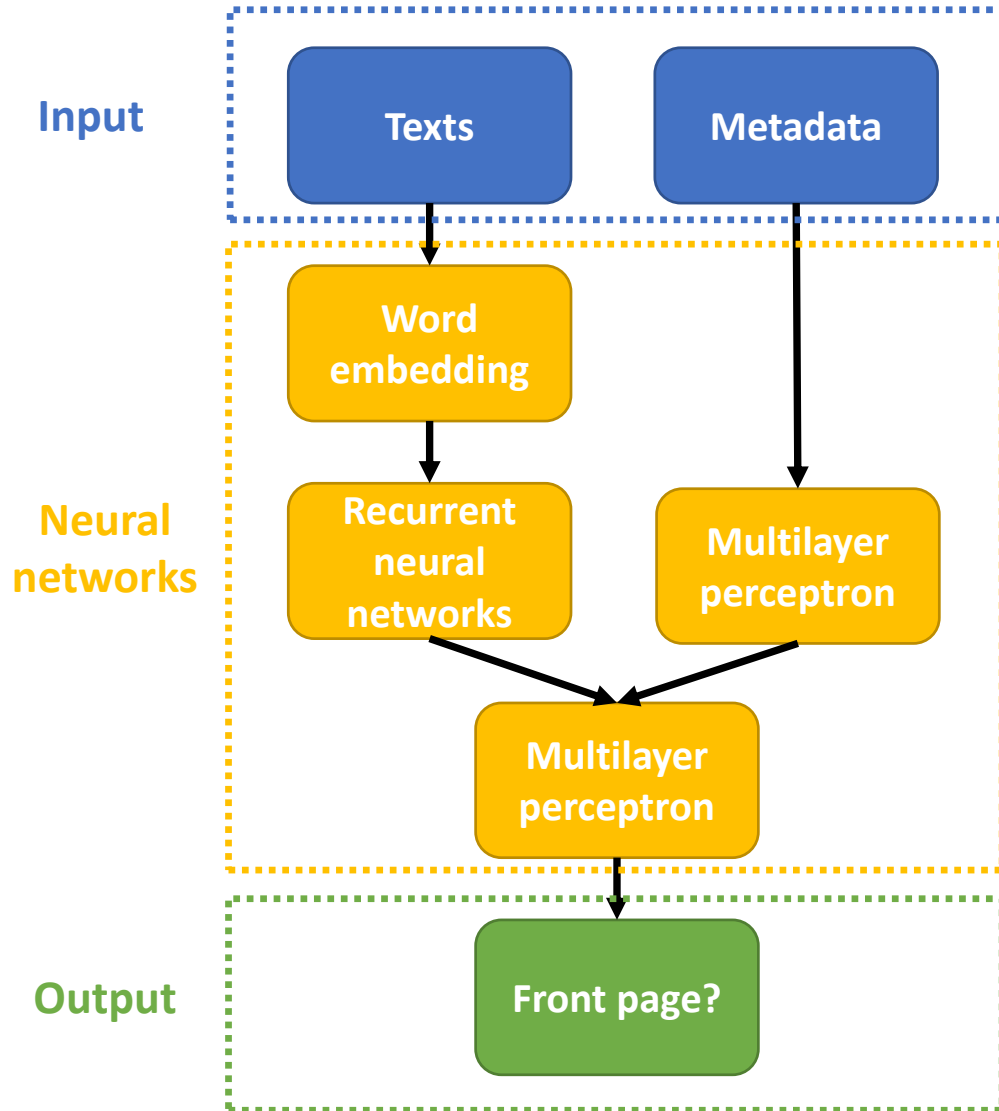 Input
Texts
Metadata
Word
embedding
Neural
networks
Recurrent
neural
networks
Multilayer
perceptron
Multilayer
perceptron
Output
Front page?